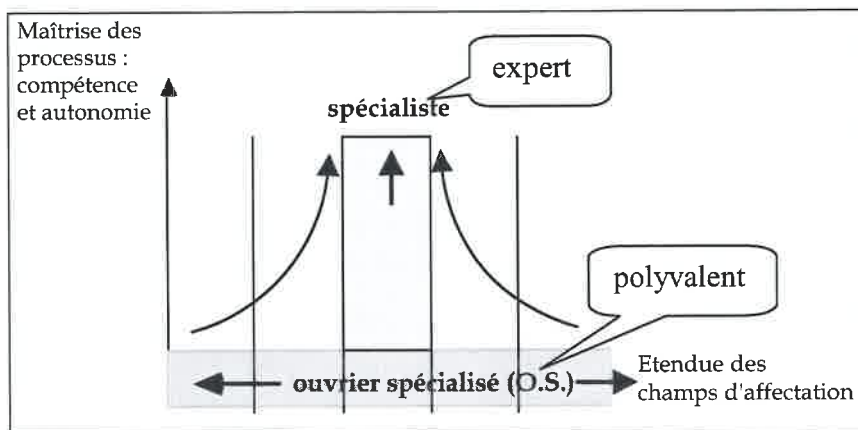 Maîtrise des
processus :
compétence
et autonomie
expert
spécialiste
polyvalent
ouvrier spécialisé (O.S.)
Etendue des
champs d'affectation